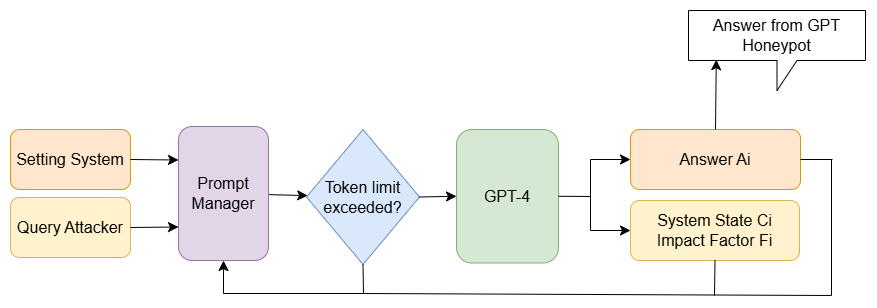 Answer from GPT
Honeypot
Setting System
Query Attacker
Prompt
Manager
Token limit
exceeded?
GPT-4
Answer Ai
System State Ci
Impact Factor Fi